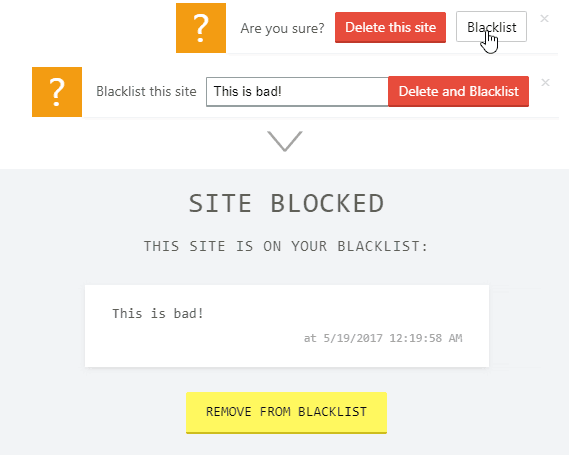 ? Are you sure? Delete this site Blacklist ×
? Blacklist this site This is bad! Delete and Blacklist ×
SITE BLOCKED
THIS SITE IS ON YOUR BLACKLIST:
This is bad!
at 5/19/2017 12:19:58 AM
REMOVE FROM BLACKLIST